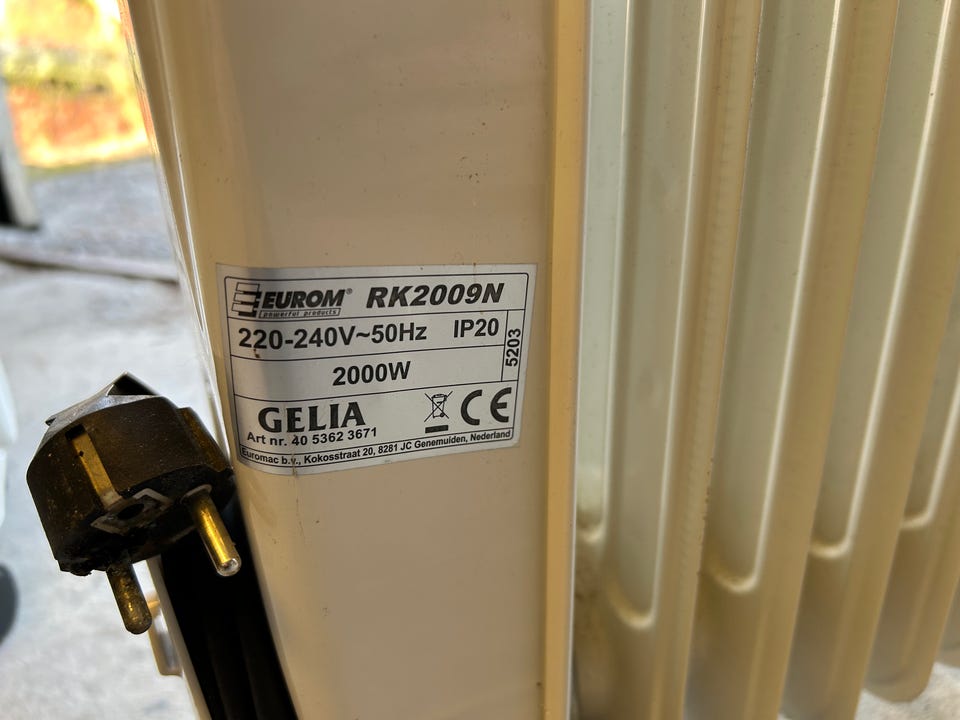 EUROM® RK2009N
powerful products
220-240V~50Hz IP20
5203
2000W
GELIA
CE
Art nr. 40 5362 3671
Euromac b.v., Kokosstraat 20, 8281 JC Genemuiden, Nederland